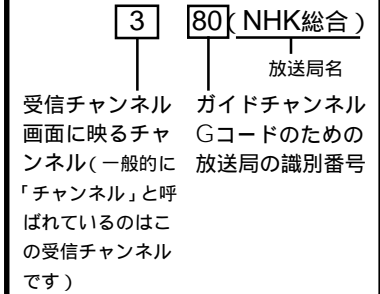 3 80(NHK総合)
放送局名
受信チャンネル
画面に映るチャ
ンネル(一般的に
「チャンネル」と呼
ばれているのはこ
の受信チャンネル
です)
ガイドチャンネル
Gコードのための
放送局の識別番号